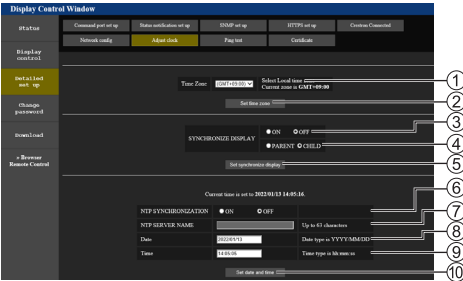 Display Control Window
Status
Display control
Detailed set up
Change password
Download
» Browser Remote Control
Command port set up
Status notification set up
SNMP set up
HTTPS set up
Crestron Connected
Network config
Adjust clock
Ping test
Certificate
Time Zone
(GMT+09:00)
Select Local time zone
Current zone is GMT+09:00
Set time zone
SYNCHRONIZE DISPLAY
ON OFF
PARENT CHILD
Set synchronize display
Current time is set to 2022/01/13 14:05:16.
NTP SYNCHRONIZATION ON OFF
NTP SERVER NAME Up to 63 characters
Date 2022/01/13 Date type is YYYY/MM/DD
Time 14:05:05 Time type is hh:mm:ss
Set date and time
1
2
3
4
5
6
7
8
9
10